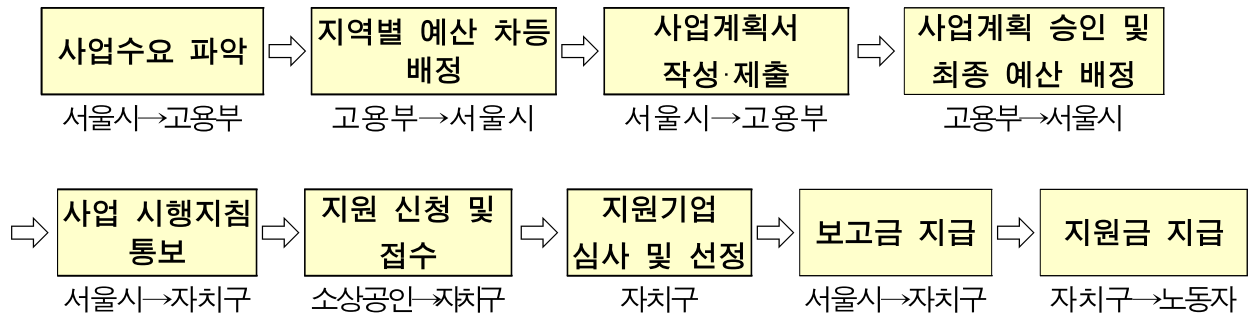 사업수요 파악
서울시→고용부
지역별 예산 차등
배정
고용부→서울시
사업계획서
작성·제출
서울시→고용부
사업계획 승인 및
최종 예산 배정
고용부→서울시
사업 시행지침
통보
서울시→자치구
지원 신청 및
접수
소상공인→자치구
지원기업
심사 및 선정
자치구
보고금 지급
서울시→자치구
지원금 지급
자치구→노동자